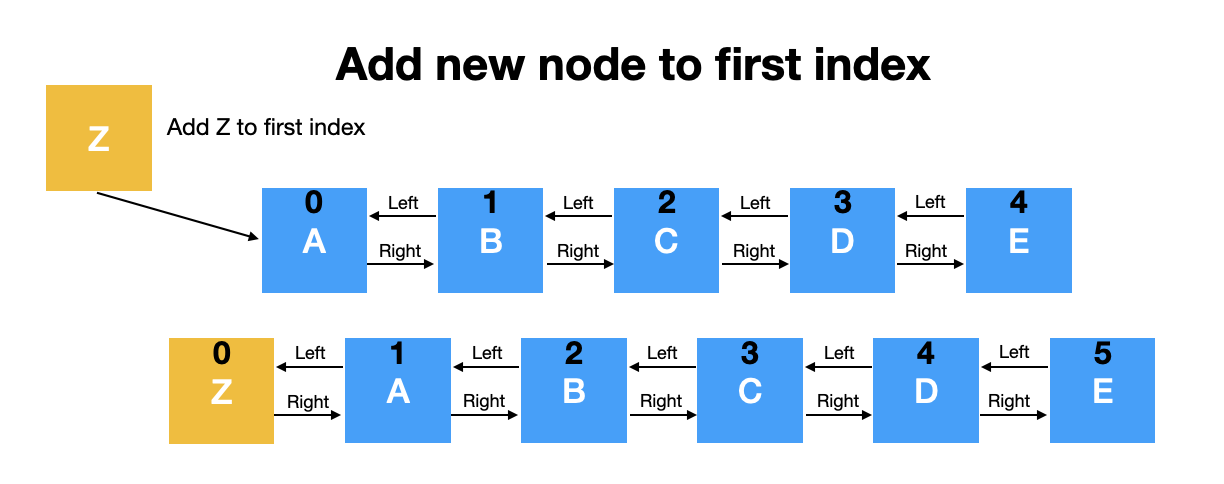 Add new node to first index
Z
Add Z to first index
0 Left 1 Left 2 Left 3 Left 4
A Right B Right C Right D Right E
0 Left 1 Left 2 Left 3 Left 4 Left 5
Z Right A Right B Right C Right D Right E